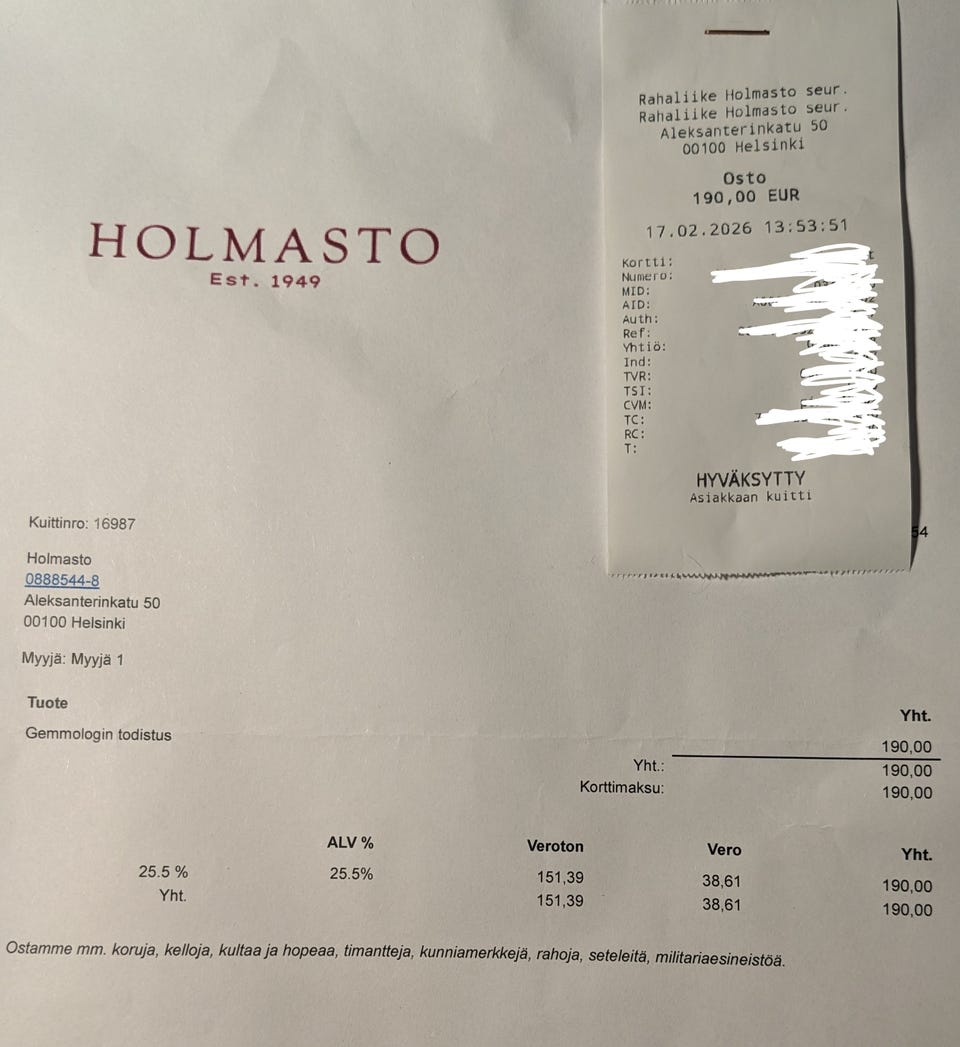 Rahaliike Holmasto seur.
Rahaliike Holmasto seur.
Aleksanterinkatu 50
00100 Helsinki
Osto
190,00 EUR
17.02.2026 13:53:51
Kortti:
Numero:
MID:
AID:
Auth:
Ref:
Yhtiö:
Ind:
TVR:
TSI:
CVM:
TC:
RC:
T:
HYVÄKSYTTY
Asiakkaan kuitti
HOLMASTO
Est. 1949
Kuittinro: 16987
54
Holmasto
0888544-8
Aleksanterinkatu 50
00100 Helsinki
Myyjä: Myyjä 1
Tuote Yht.
Gemmologin todistus 190,00
Yht.: 190,00
Korttimaksu: 190,00
ALV % Veroton Vero Yht.
25.5 % 25.5% 151,39 38,61 190,00
Yht. 151,39 38,61 190,00
Ostamme mm. koruja, kelloja, kultaa ja hopeaa, timantteja, kunniamerkkejä, rahoja, seteleitä, militariaesineistöä.